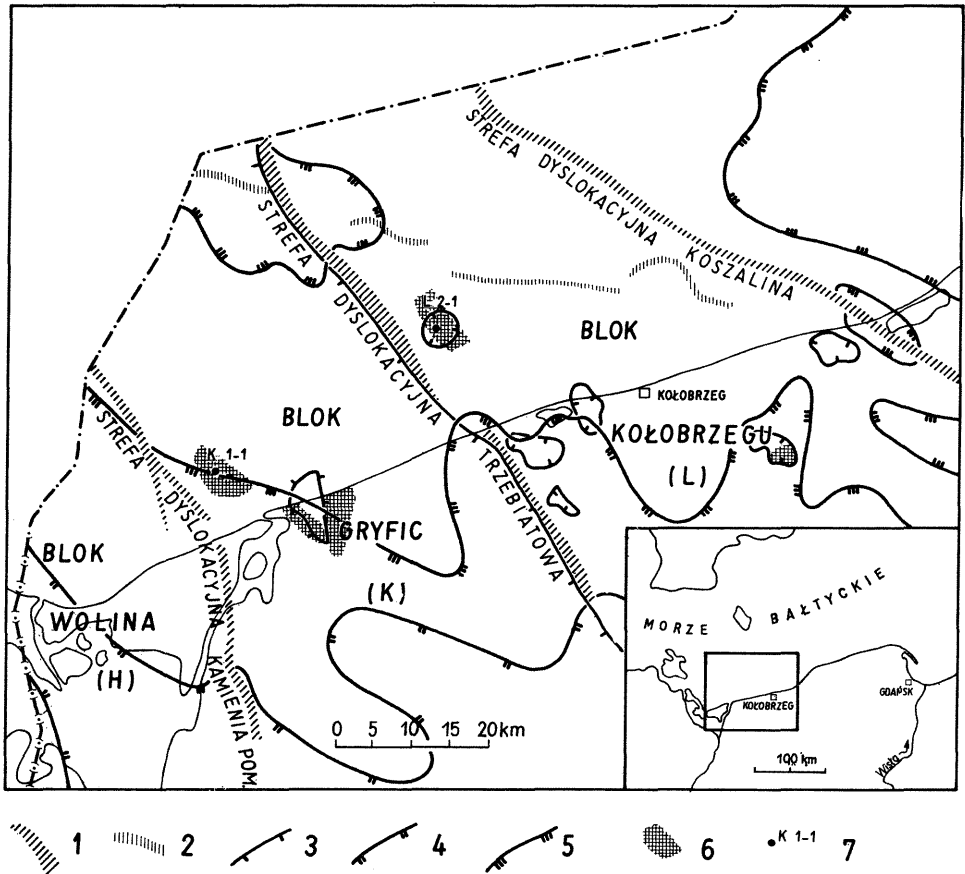 STREFA DYSLOKACYJNA KOSZALINA
STREFA DYSLOKACYJNA TRZEBIATOWA
L 2-1
BLOK
KOŁOBRZEG
KOŁOBRZEGU
(L)
BLOK
GRYFIC
(K)
K 1-1
STREFA DYSLOKACYJNA KAMIENIA POM.
BLOK
WOLINA
(H)
0 5 10 15 20 km
MORZE BAŁTYCKIE
GDAŃSK
KOŁOBRZEG
Wisła
100 km
1 2 3 4 5 6 K 1-1 7